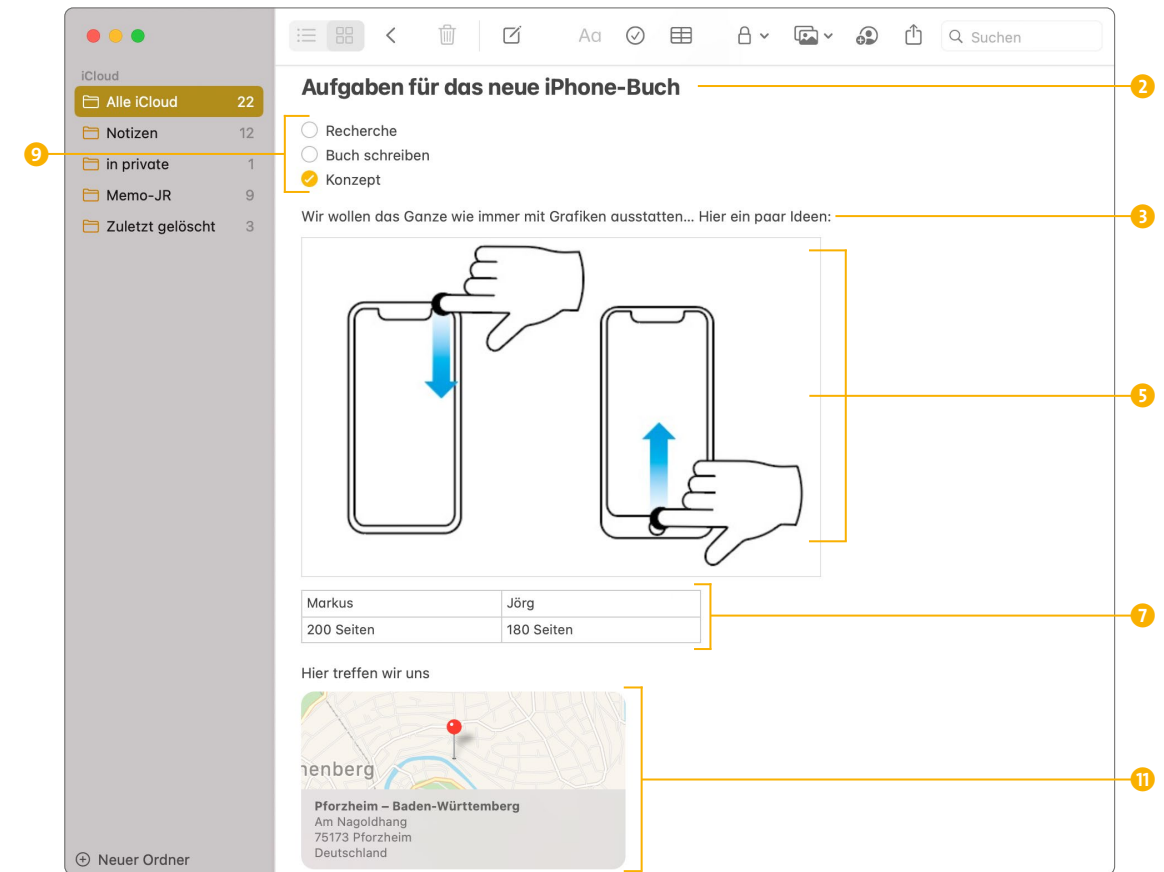 Suchen
iCloud
Alle iCloud 22
Notizen 12
in private 1
Memo-JR 9
Zuletzt gelöscht 3
Neuer Ordner
Aa
Aufgaben für das neue iPhone-Buch
2
9
Recherche
Buch schreiben
Konzept
Wir wollen das Ganze wie immer mit Grafiken ausstatten... Hier ein paar Ideen:
3
5
Markus Jörg
200 Seiten 180 Seiten
7
Hier treffen wir uns
nenberg
Pforzheim – Baden-Württemberg
Am Nagoldhang
75173 Pforzheim
Deutschland
11